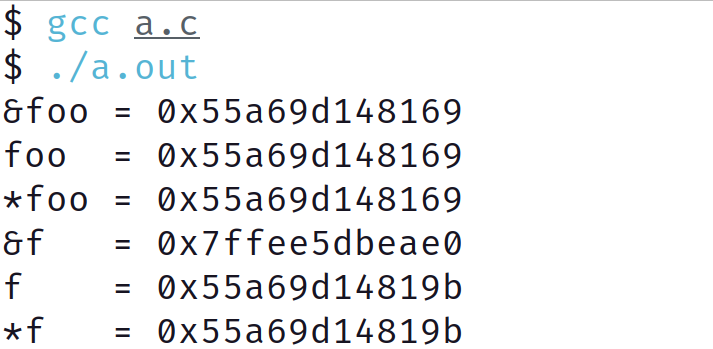 $ gcc a.c
$ ./a.out
&foo = 0x55a69d148169
foo  = 0x55a69d148169
*foo = 0x55a69d148169
&f   = 0x7ffee5dbeae0
f    = 0x55a69d14819b
*f   = 0x55a69d14819b